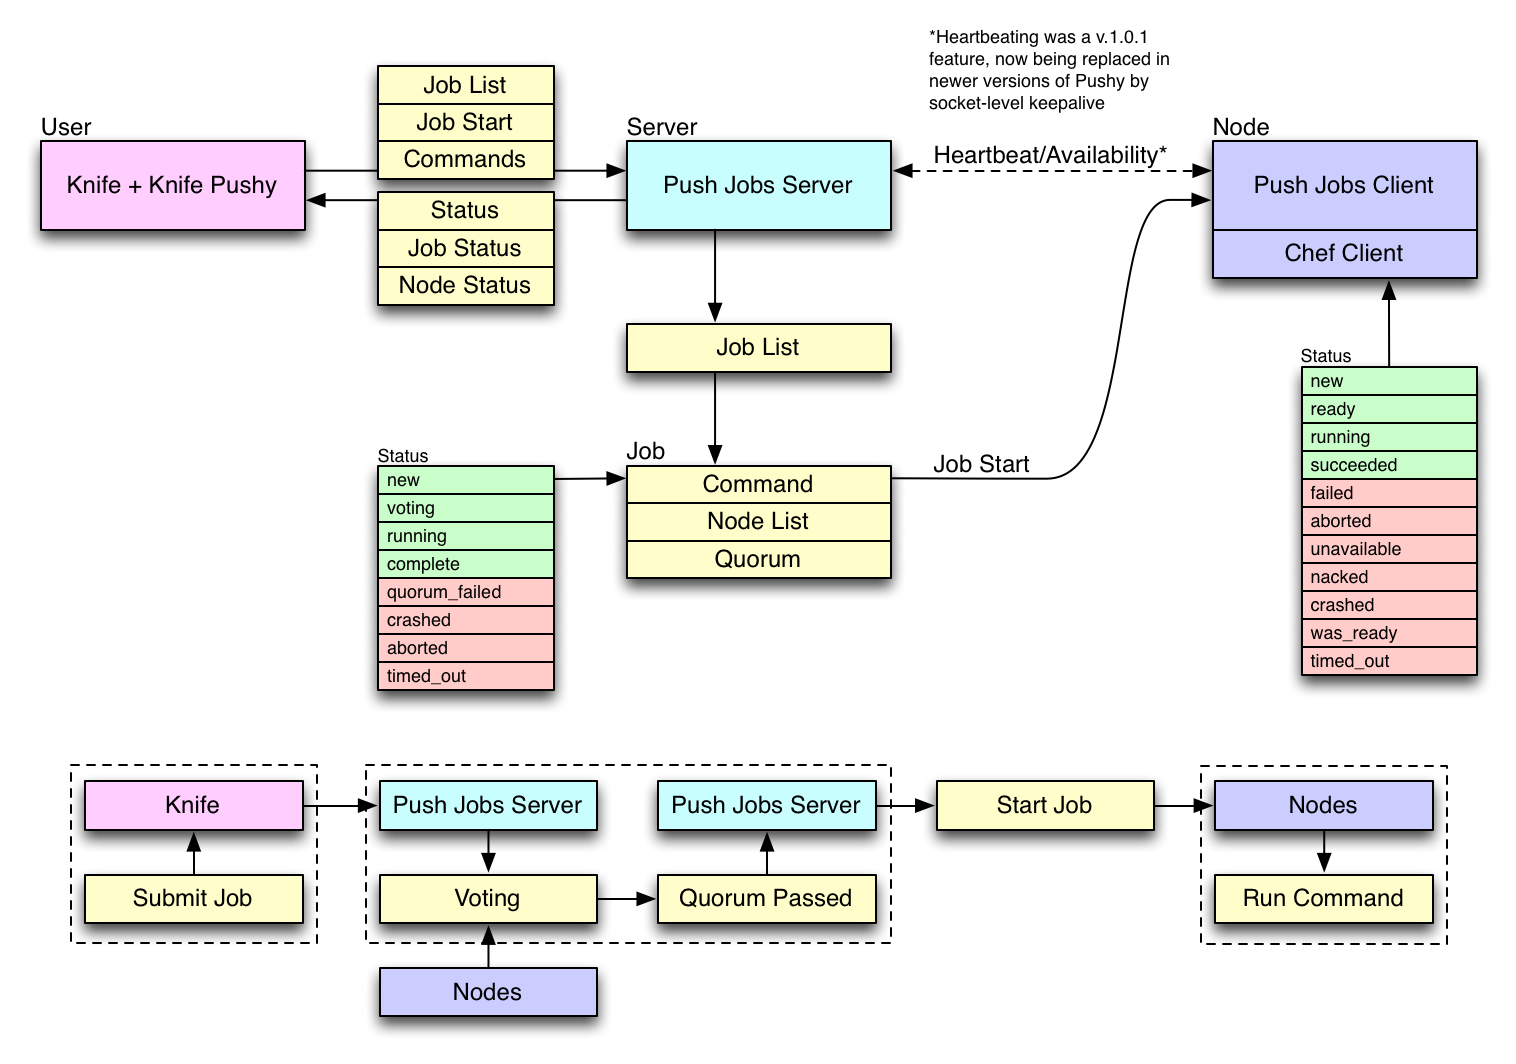 *Heartbeating was a v.1.0.1
feature, now being replaced in
newer versions of Pushy by
socket-level keepalive
User
Knife + Knife Pushy
Job List
Job Start
Commands
Status
Job Status
Node Status
Server
Push Jobs Server
Heartbeat/Availability*
Node
Push Jobs Client
Chef Client
Job List
Status
new
voting
running
complete
quorum_failed
crashed
aborted
timed_out
Job
Command
Node List
Quorum
Job Start
Status
new
ready
running
succeeded
failed
aborted
unavailable
nacked
crashed
was_ready
timed_out
Knife
Submit Job
Push Jobs Server
Voting
Nodes
Push Jobs Server
Quorum Passed
Start Job
Nodes
Run Command